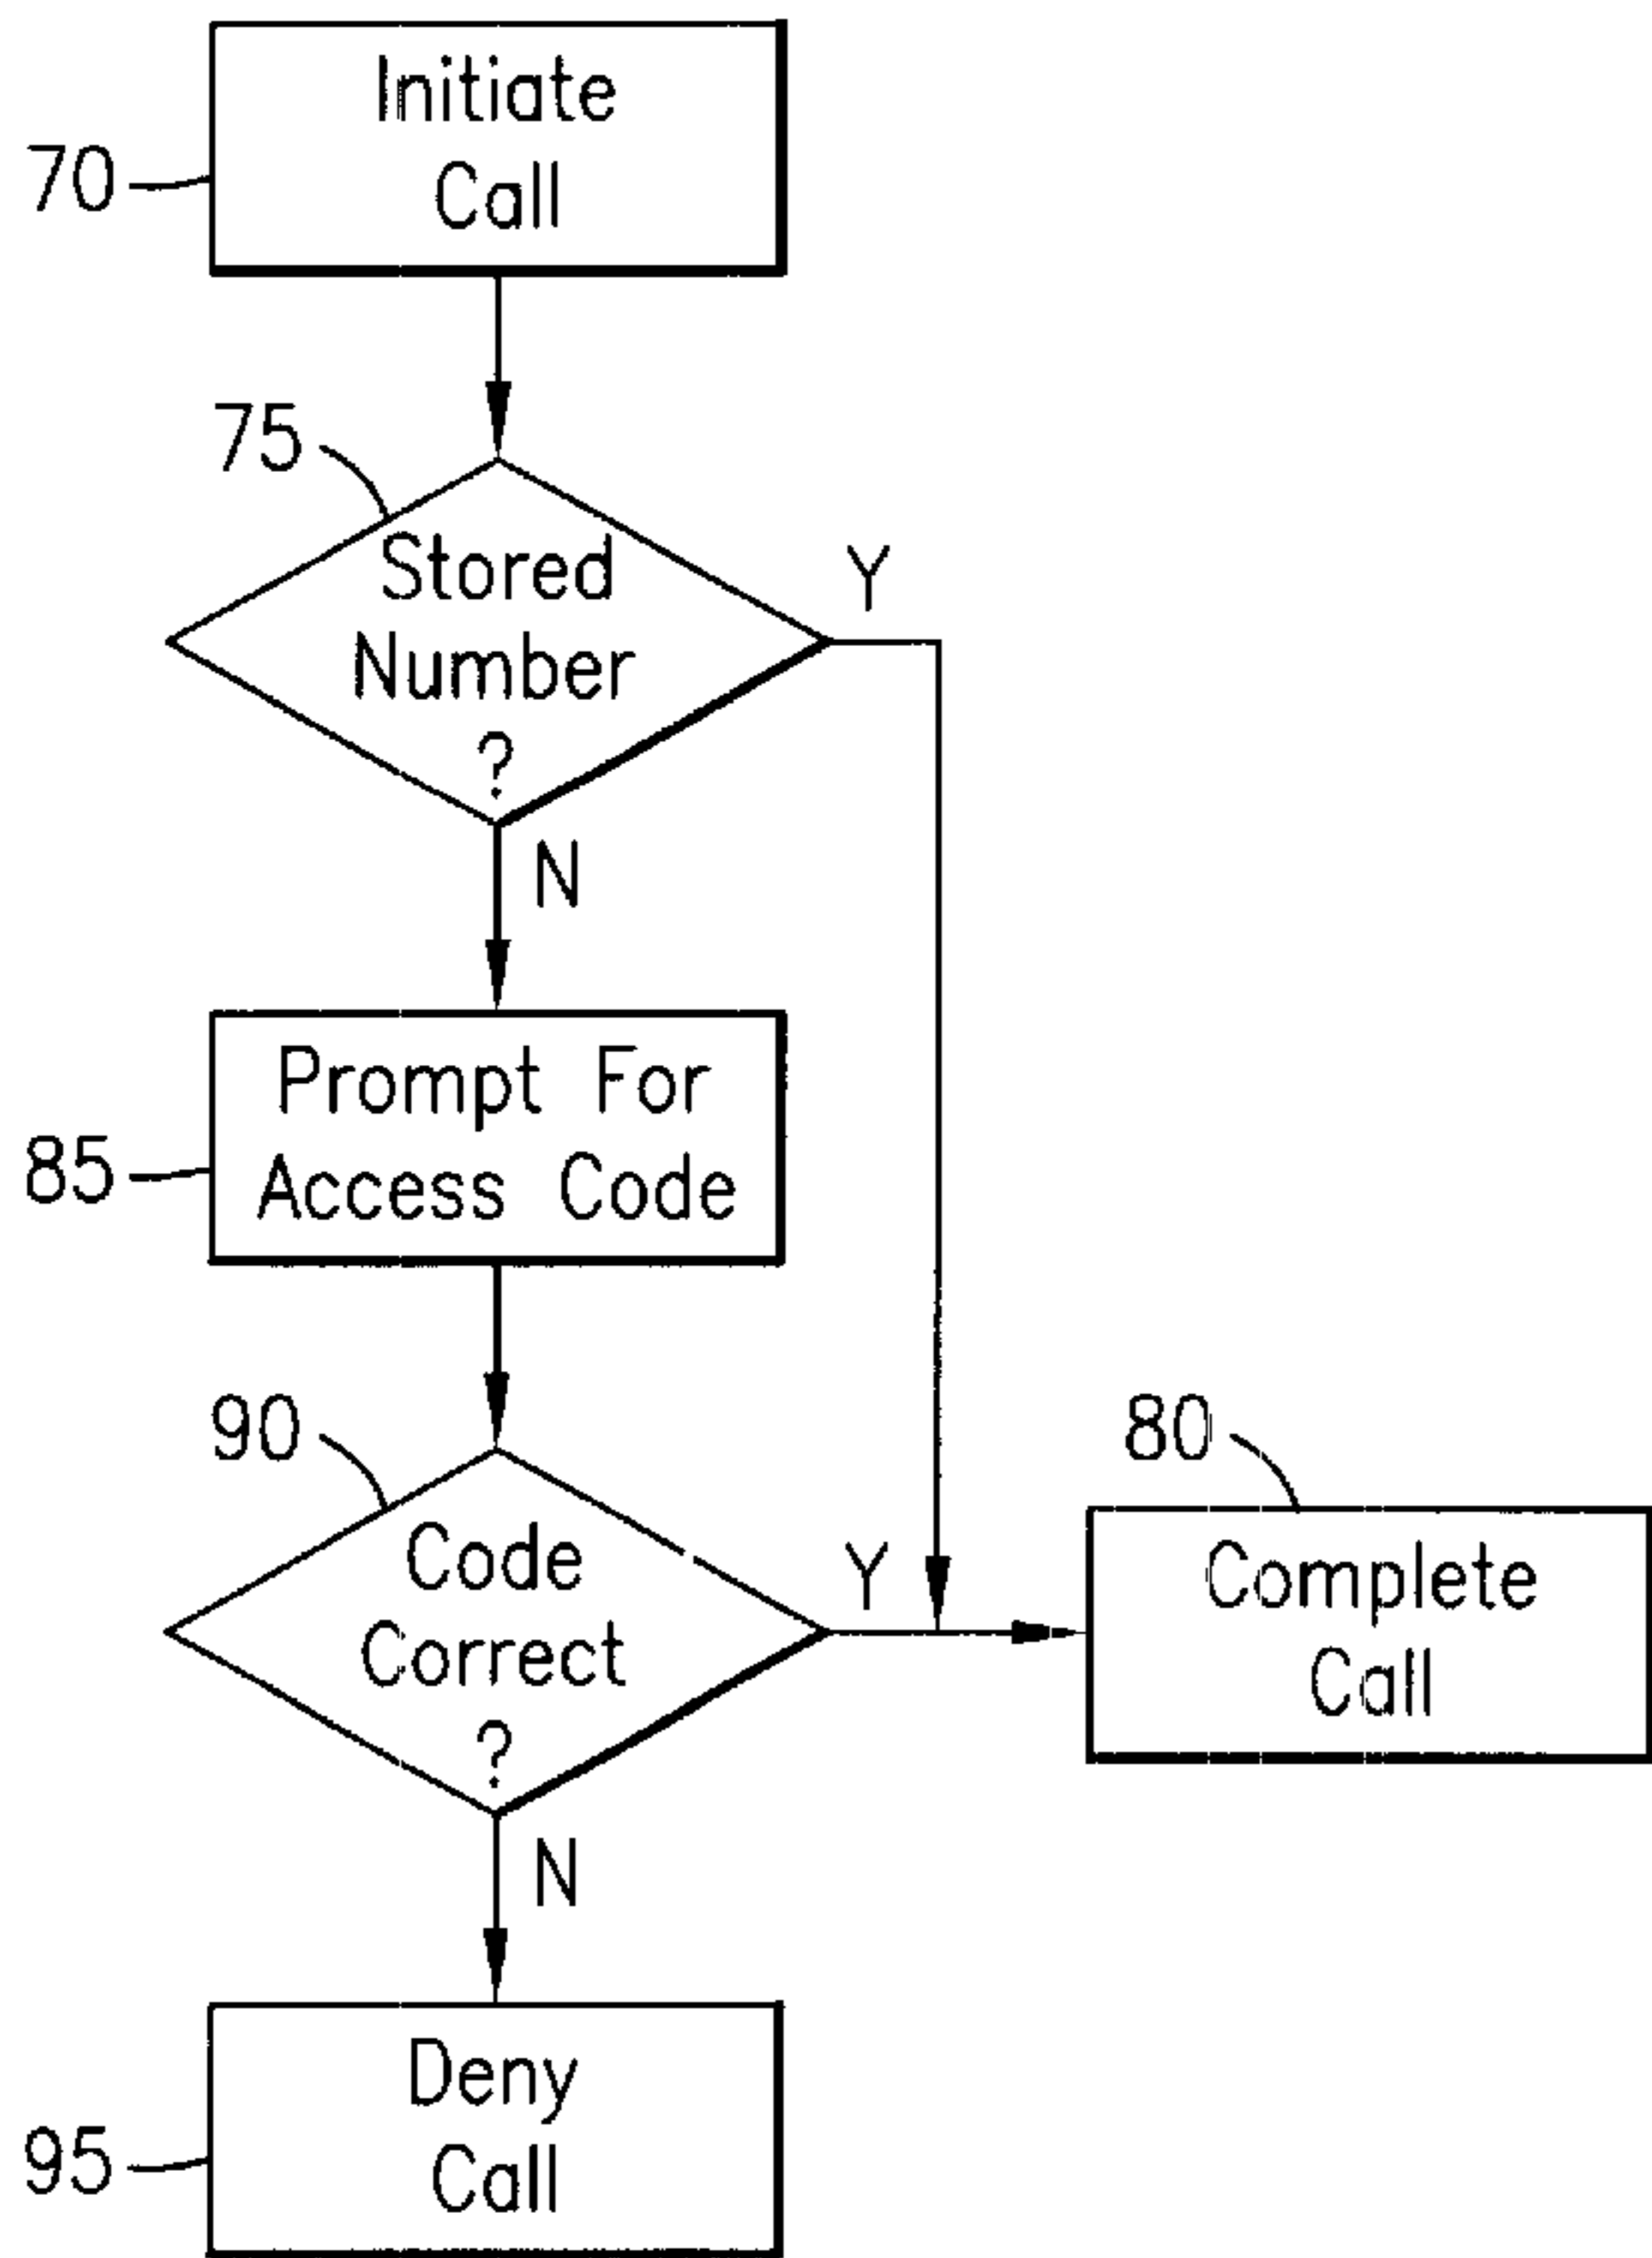 Initiate
Call
70
75
Stored
Number
?
Y
N
Prompt For
Access Code
85
90
Code
Correct
?
Y
N
80
Complete
Call
Deny
Call
95